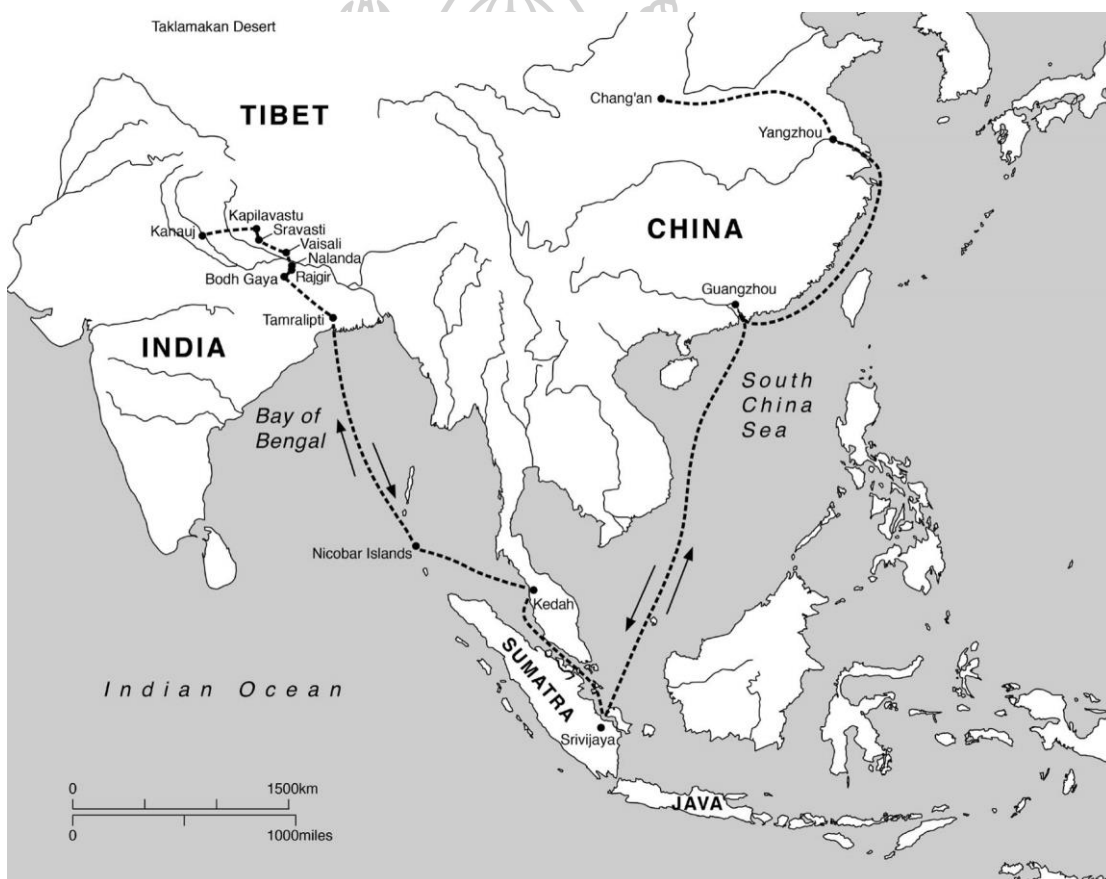 Taklamakan Desert
TIBET
Chang'an
Yangzhou
Kapilavastu
Kanauj
Sravasti
Vaisali
Nalanda
Bodh Gaya
Rajgir
CHINA
Guangzhou
Tamralipti
INDIA
South
China
Sea
Bay of
Bengal
Nicobar Islands
Kedah
SUMATRA
Indian Ocean
Srivijaya
JAVA
0 1500km
0 1000miles